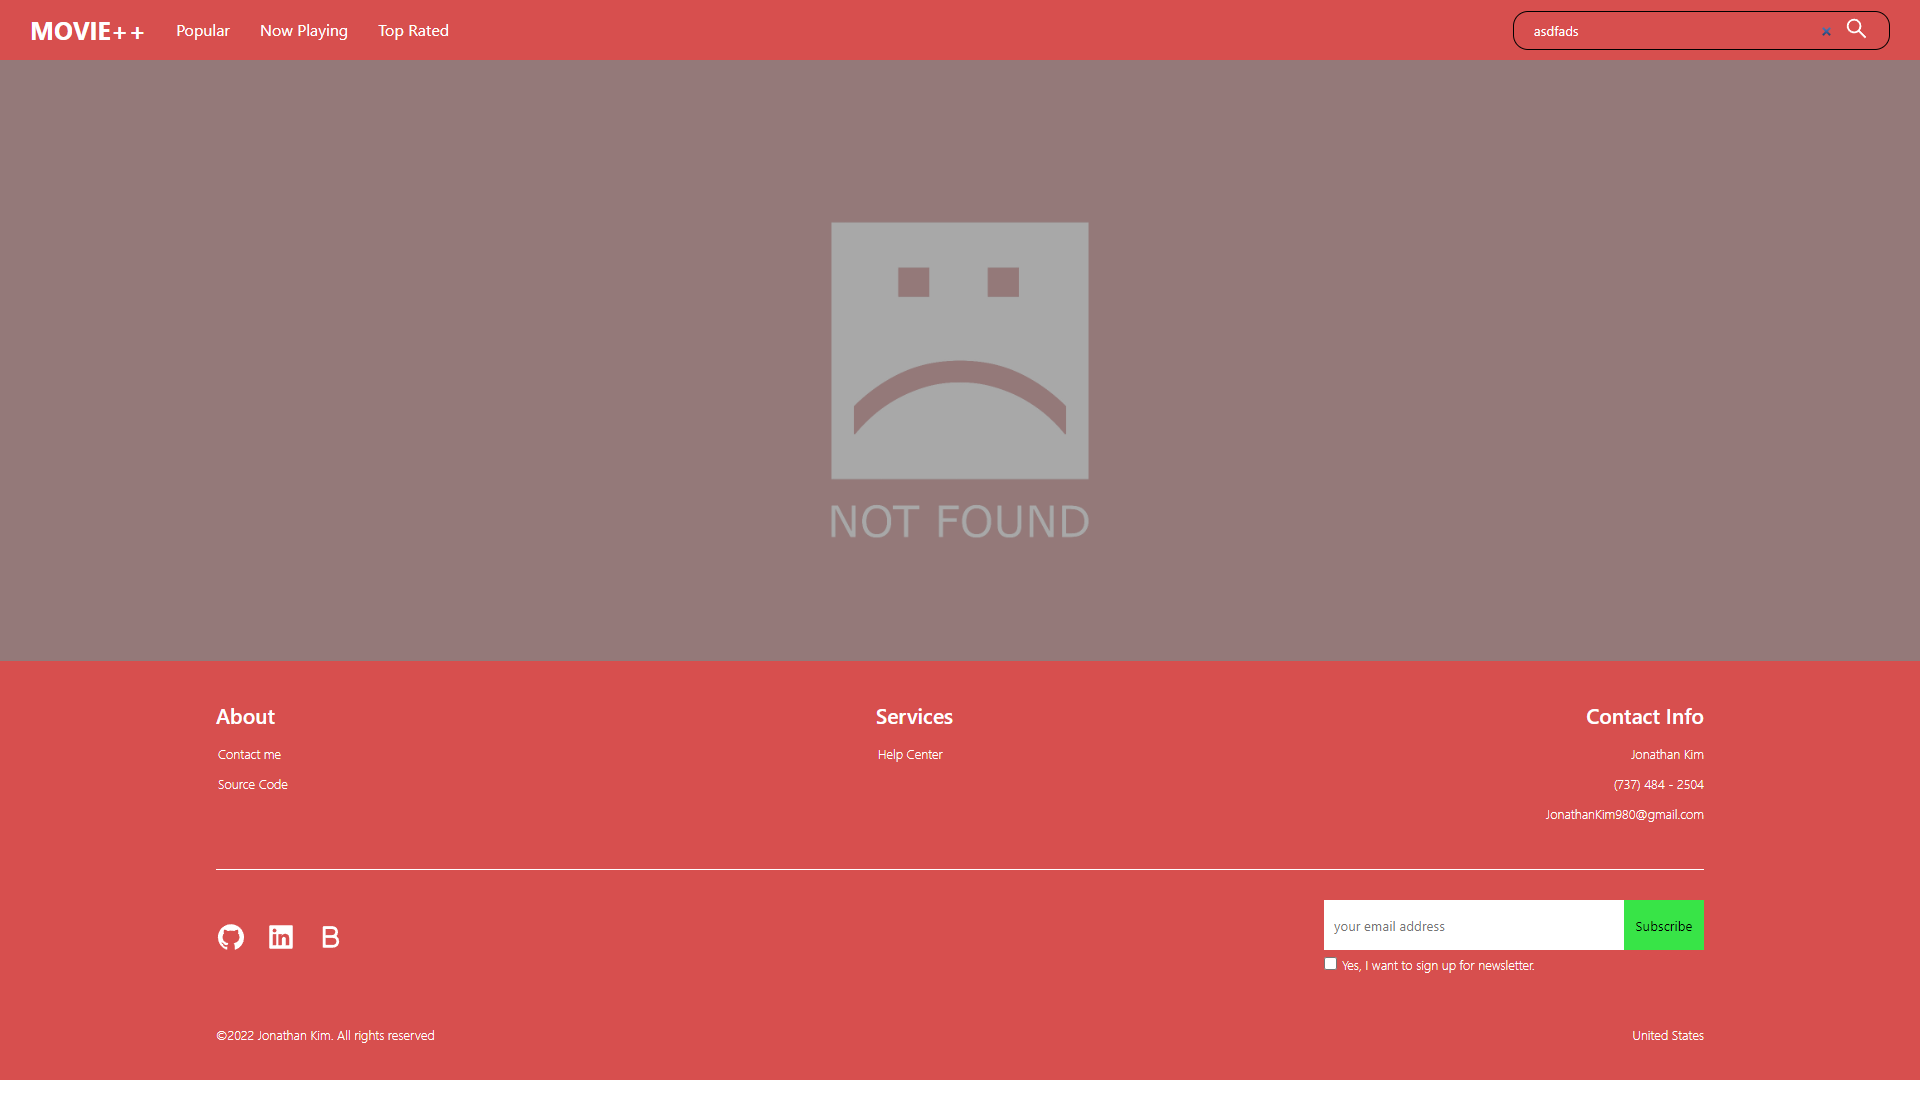 MOVIE++ Popular Now Playing Top Rated asdfads
NOT FOUND
About Services Contact Info
Contact me Help Center Jonathan Kim
Source Code (737) 484 - 2504
JonathanKim980@gmail.com
your email address Subscribe
Yes, I want to sign up for newsletter.
©2022 Jonathan Kim. All rights reserved United States